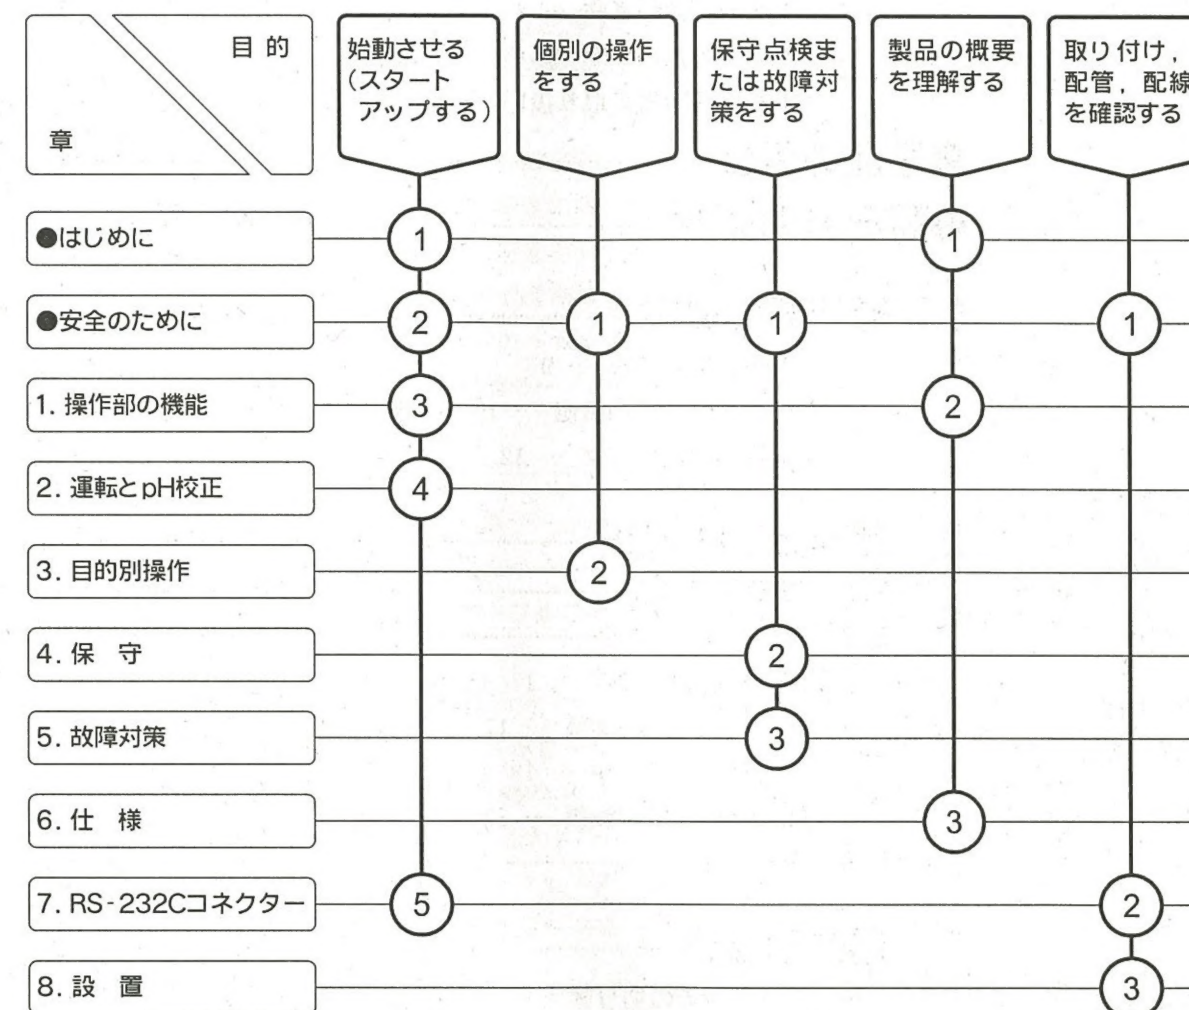 目 的
章
始動させる
(スタート
アップする)
個別の操作
をする
保守点検ま
たは故障対
策をする
製品の概要
を理解する
取り付け,
配管, 配線
を確認する
●はじめに
1
1
●安全のために
2
1
1
1
1. 操作部の機能
3
2
2. 運転とpH校正
4
3. 目的別操作
2
4. 保 守
2
5. 故障対策
3
6. 仕 様
3
7. RS-232Cコネクター
5
2
8. 設 置
3